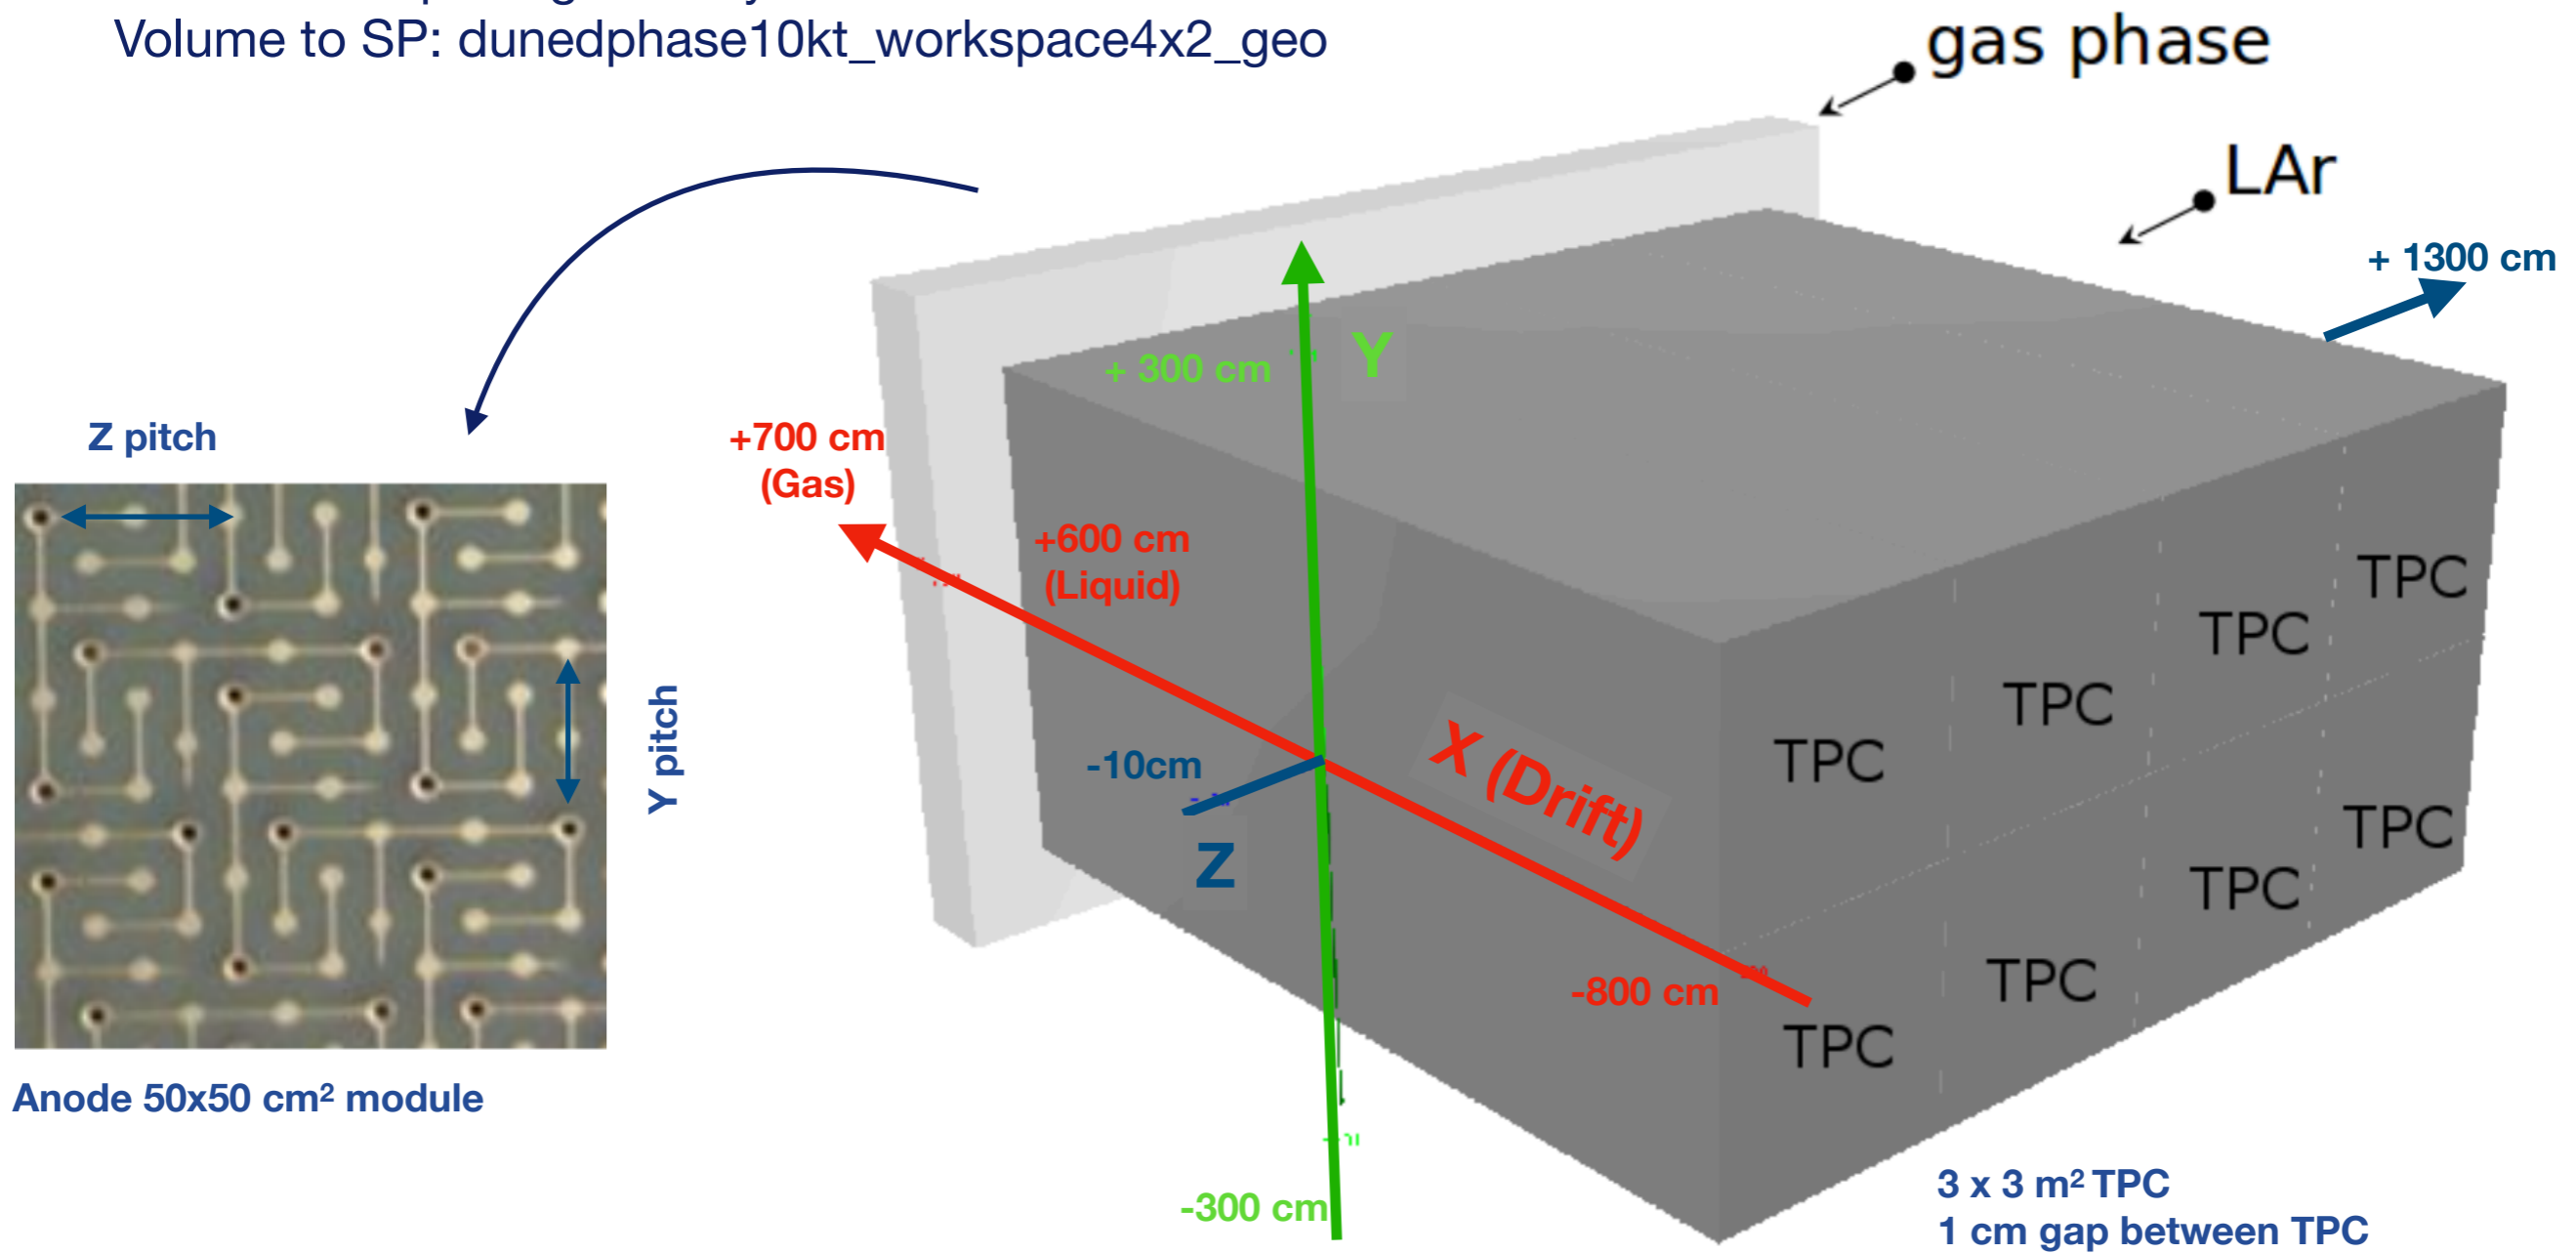 Volume to SP: dunedphase10kt_workspace4x2_geo
gas phase
LAr
+ 1300 cm
+ 300 cm
Y
Z pitch
+700 cm
(Gas)
+600 cm
(Liquid)
Y pitch
-10cm
Z
X (Drift)
-800 cm
TPC
TPC
TPC
TPC
TPC
TPC
TPC
TPC
-300 cm
Anode 50x50 cm² module
3 x 3 m² TPC
1 cm gap between TPC